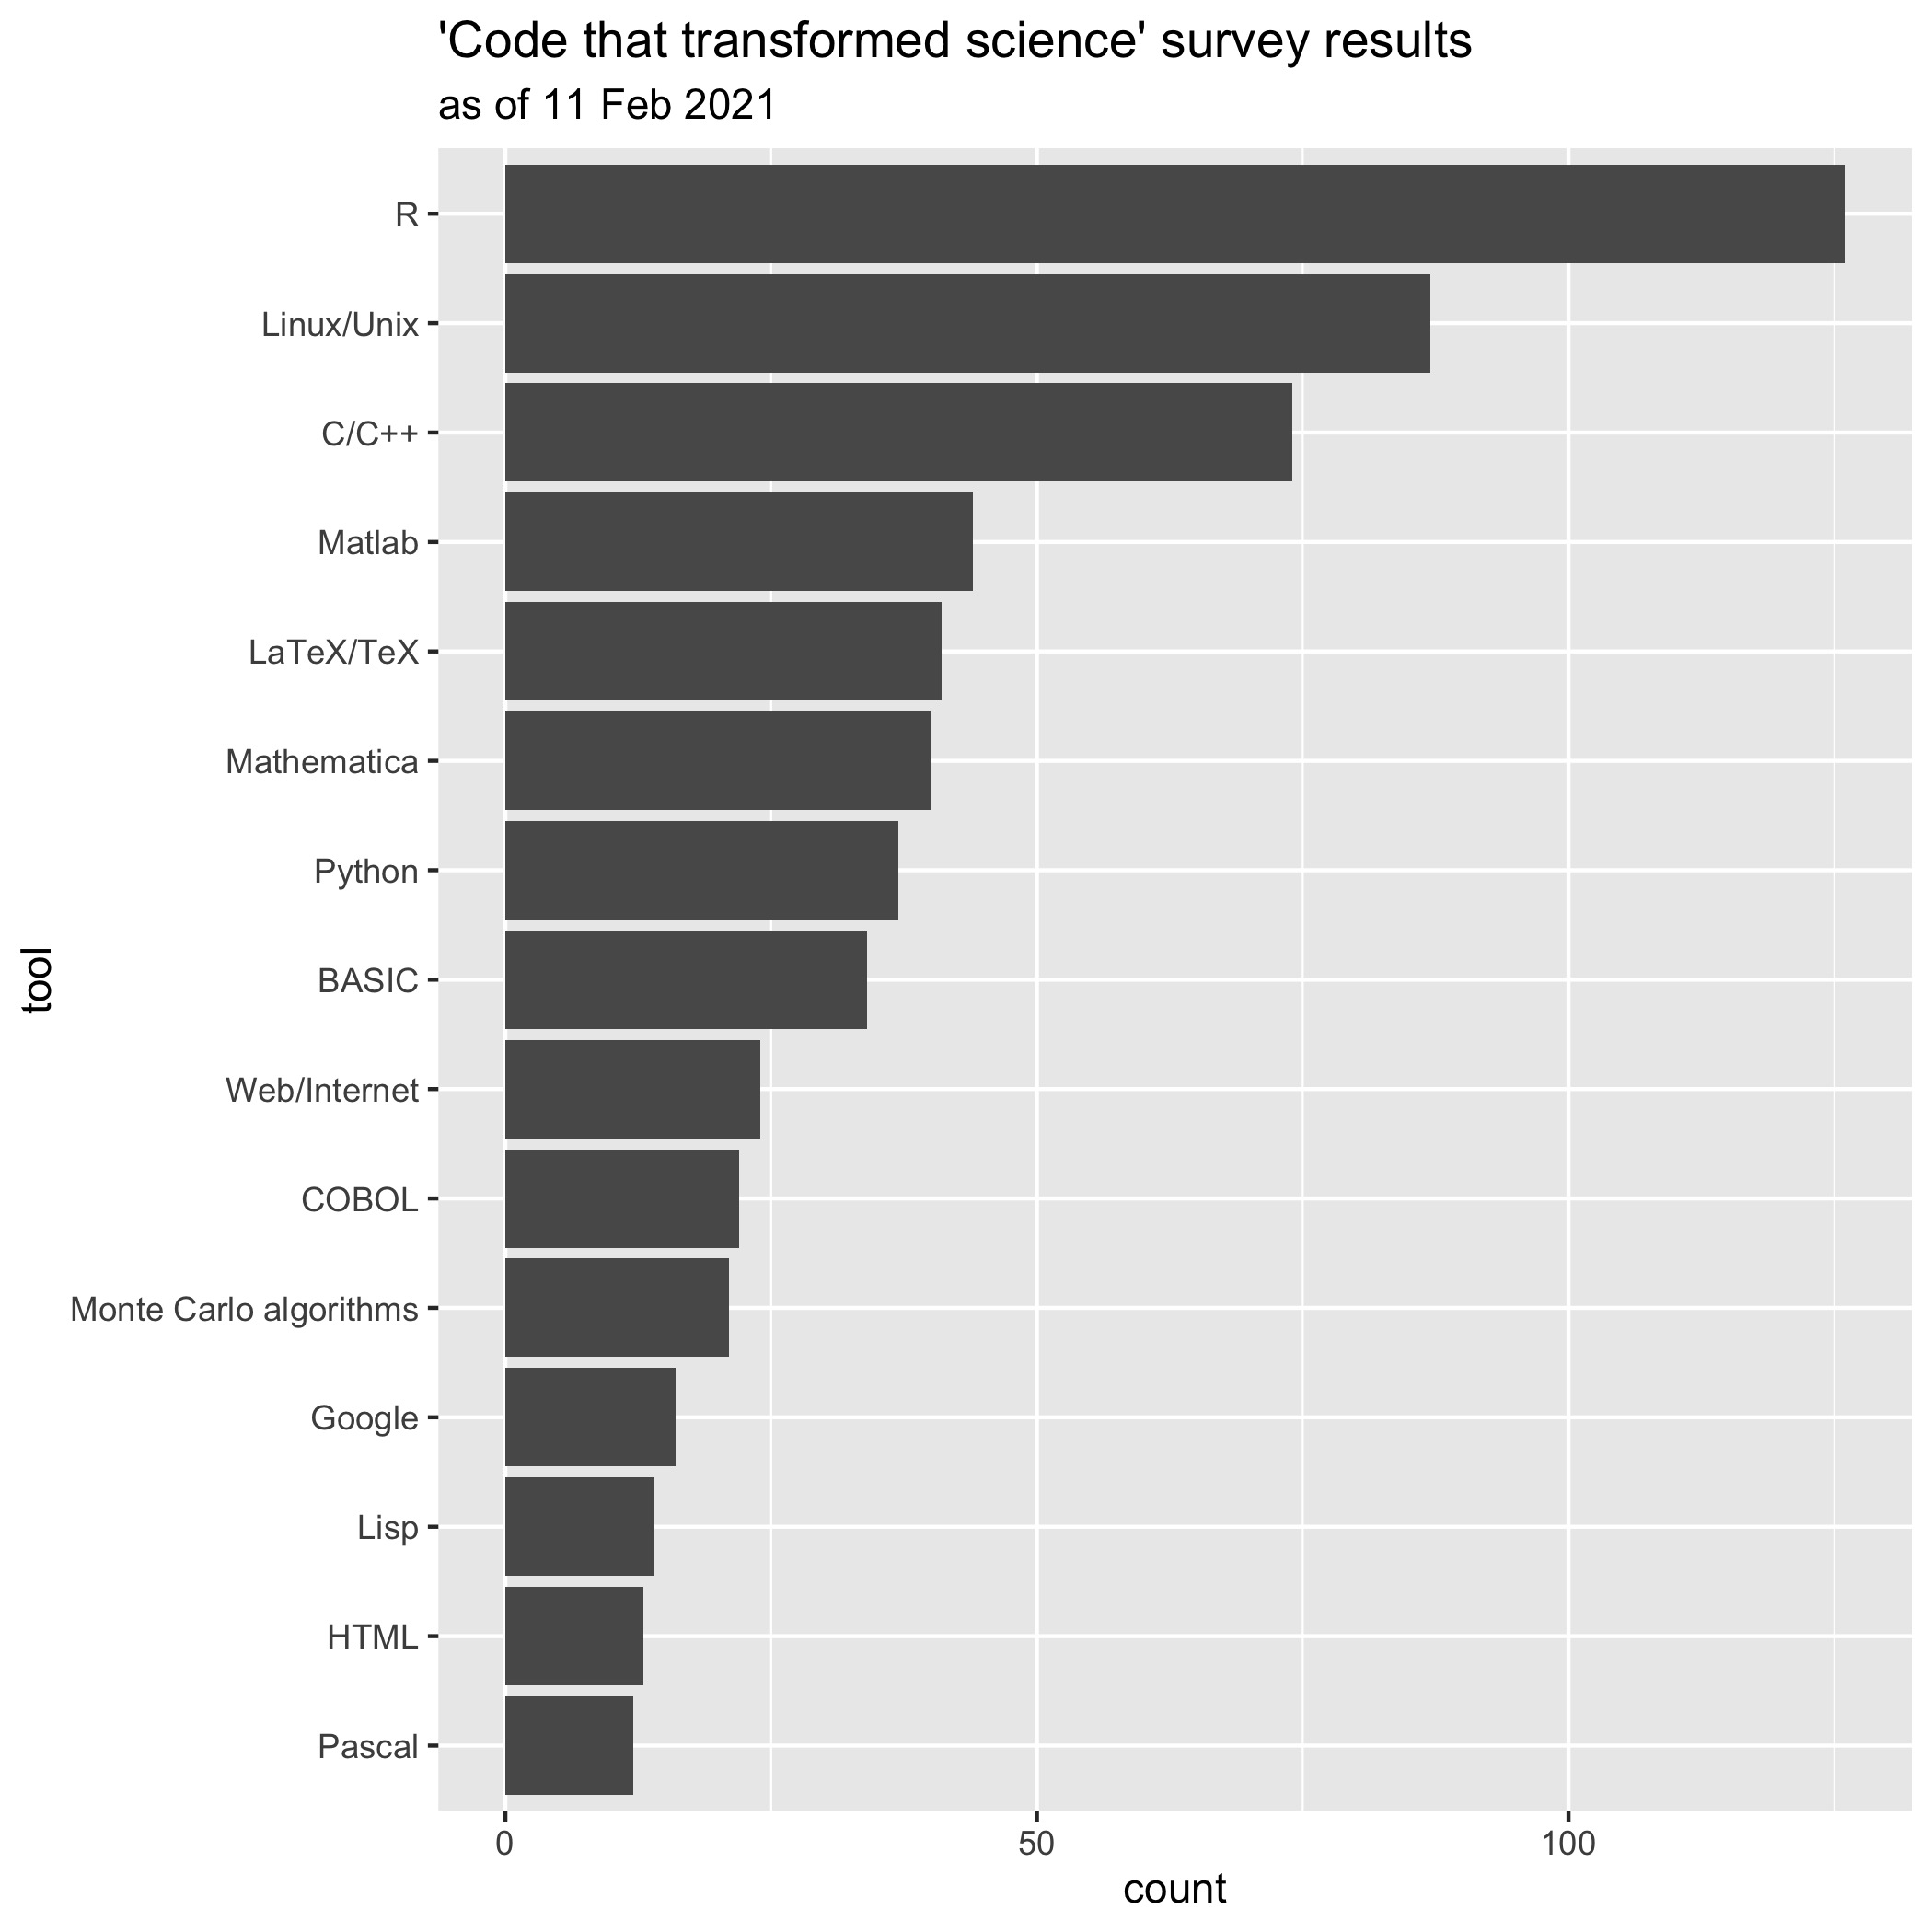 'Code that transformed science' survey results
as of 11 Feb 2021
R
Linux/Unix
C/C++
Matlab
LaTeX/TeX
Mathematica
Python
BASIC
Web/Internet
COBOL
Monte Carlo algorithms
Google
Lisp
HTML
Pascal
tool
0 50 100
count